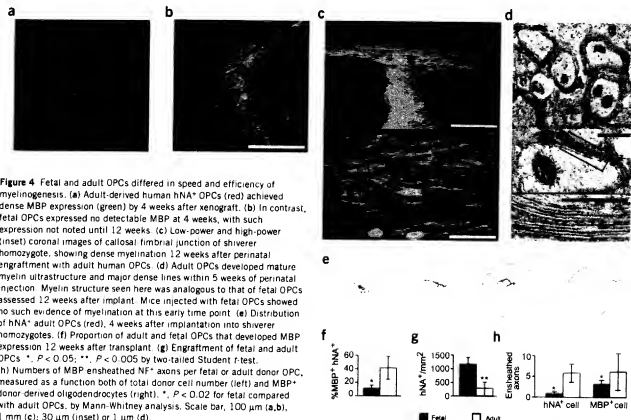 a
b
c
d
Figure 4 Fetal and adult OPCs differed in speed and efficiency of
myelinogenesis. (a) Adult-derived human hNA+ OPCs (red) achieved
dense MBP expression (green) by 4 weeks after xenograft. (b) In contrast,
fetal OPCs expressed no detectable MBP at 4 weeks, with such
expression not noted until 12 weeks. (c) Low-power and high-power
(inset) coronal images of callosal fimbrial junction of shiverer
homozygote, showing dense myelination 12 weeks after perinatal
engraftment with adult human OPCs. (d) Adult OPCs developed mature
myelin ultrastructure and major dense lines within 5 weeks of perinatal
injection. Myelin structure seen here was analogous to that of fetal OPCs
assessed 12 weeks after implant. Mice injected with fetal OPCs showed
no such evidence of myelination at this early time point. (e) Distribution
of hNA+ adult OPCs (red), 4 weeks after implantation into shiverer
homozygotes. (f) Proportion of adult and fetal OPCs that developed MBP
expression 12 weeks after transplant. (g) Engraftment of fetal and adult
OPCs *, P < 0.05; **, P < 0.005 by two-tailed Student t-test.
(h) Numbers of MBP ensheathed NF+ axons per fetal or adult donor OPC,
measured as a function both of total donor cell number (left) and MBP+
donor-derived oligodendrocytes (right). *, P < 0.02 for fetal compared
with adult OPCs, by Mann-Whitney analysis. Scale bar, 100 µm (a,b),
1 mm (c); 30 µm (inset) or 1 µm (d)
e
f
g
h
%MBP+ hNA+
60
40
20
0
*
hNA+/mm²
1500
1000
500
0
**
Ensheathed
axons
10
5
0
*
*
hNA+ cell
MBP+ cell
Fetal
Adult